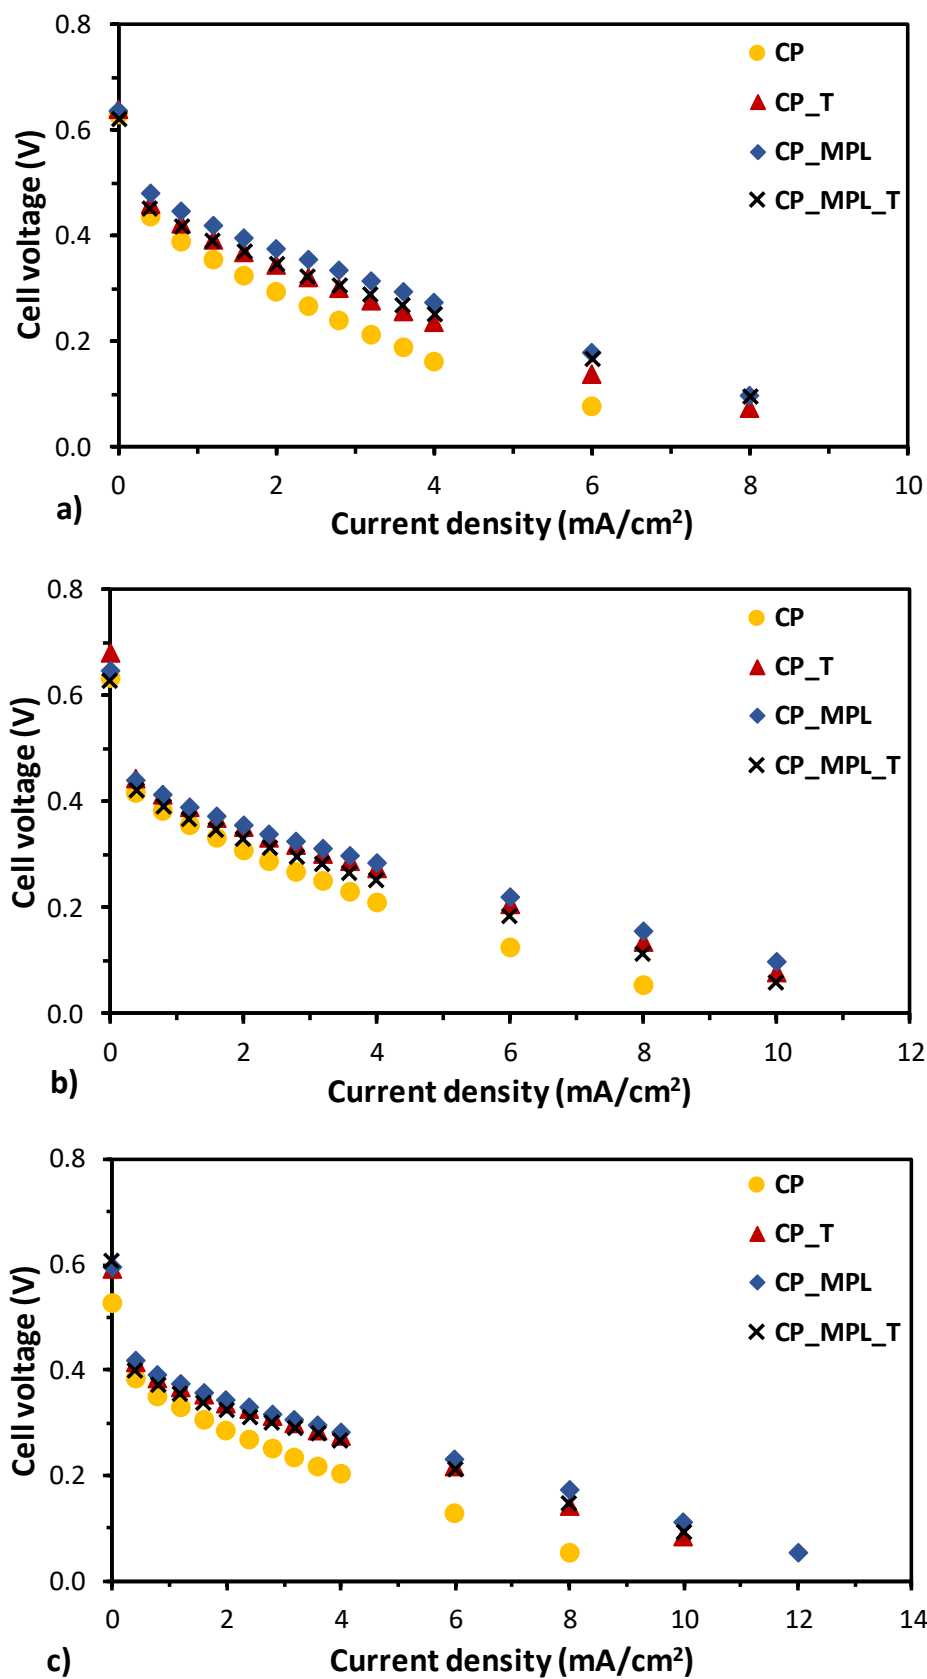 0.8
CP
CP_T
0.6
CP_MPL
CP_MPL_T
0.4
Cell voltage (V)
0.2
0.0
0 2 4 6 8 10
a)
Current density (mA/cm²)
0.8
CP
CP_T
0.6
CP_MPL
CP_MPL_T
0.4
Cell voltage (V)
0.2
0.0
0 2 4 6 8 10 12
b)
Current density (mA/cm²)
0.8
CP
CP_T
0.6
CP_MPL
CP_MPL_T
0.4
Cell voltage (V)
0.2
0.0
0 2 4 6 8 10 12 14
c)
Current density (mA/cm²)